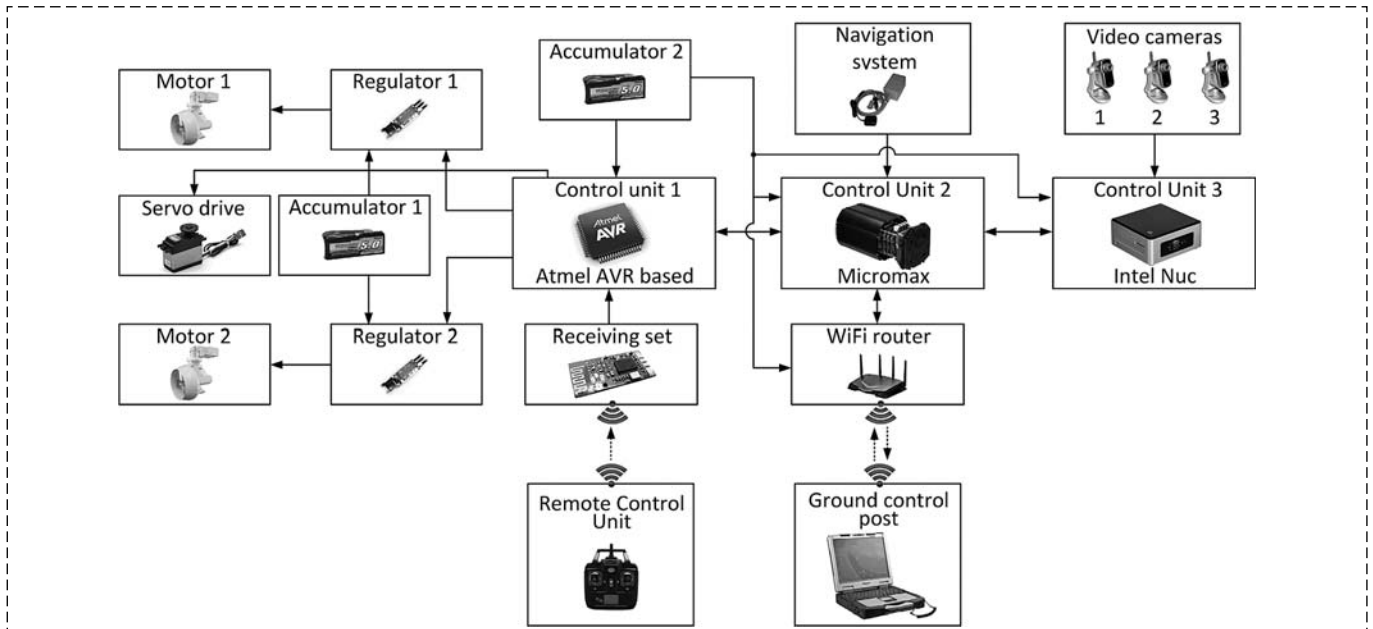 Motor 1
Regulator 1
Accumulator 2
Navigation
system
Video cameras
1 2 3
Servo drive
Accumulator 1
Control unit 1
Atmel
AVR
Atmel AVR based
Control Unit 2
Micromax
Control Unit 3
Intel Nuc
Motor 2
Regulator 2
Receiving set
WiFi router
Remote Control
Unit
Ground control
post